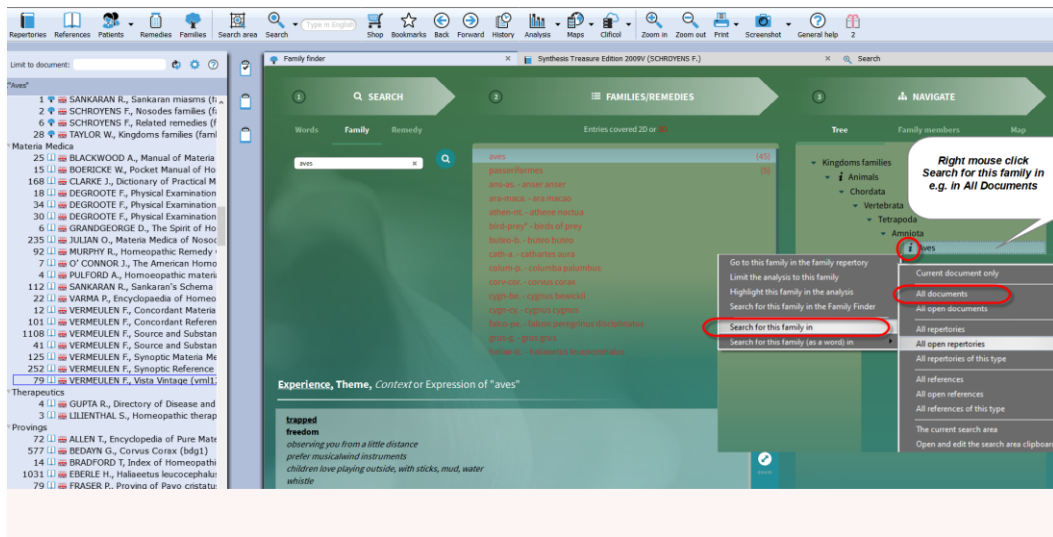 Repertories References Patients Remedies Families Search area Search Type in English Shop Bookmarks Back Forward History Analysis Maps Clificol Zoom in Zoom out Print Screenshot General help 2
Limit to document:
"Aves"
1 SANKARAN R., Sankaran miasms (f
2 SCHROYENS F., Nosodes families (f
6 SCHROYENS F., Related remedies (f
28 TAYLOR W., Kingdoms families (faml
Materia Medica
25 BLACKWOOD A., Manual of Materia
15 BOERICKE W., Pocket Manual of Ho
168 CLARKE J., Dictionary of Practical M
18 DEGROOTE F., Physical Examination
34 DEGROOTE F., Physical Examination
30 DEGROOTE F., Physical Examination
6 GRANDGEORGE D., The Spirit of Ho
235 JULIAN O., Materia Medica of Nosod
92 MURPHY R., Homeopathic Remedy
7 O' CONNOR J., The American Homo
4 PULFORD A., Homoeopathic materi
112 SANKARAN R., Sankaran's Schema
22 VARMA P., Encyclopaedia of Homeo
12 VERMEULEN F., Concordant Materia
101 VERMEULEN F., Concordant Referen
1108 VERMEULEN F., Source and Substan
41 VERMEULEN F., Source and Substan
125 VERMEULEN F., Synoptic Materia Me
252 VERMEULEN F., Synoptic Reference
79 VERMEULEN F., Vista Vintage (vml1
Therapeutics
4 GUPTA R., Directory of Disease and
3 LILIENTHAL S., Homeopathic therap
Provings
72 ALLEN T., Encyclopedia of Pure Mate
577 BEDAYN G., Corvus Corax (bdg1)
14 BRADFORD T, Index of Homeopathi
1031 EBERLE H., Haliaeetus leucocephalu
79 FRASER P., Proving of Pavo cristatu
Family finder
Synthesis Treasure Edition 2009V (SCHROYENS F.)
Search
1 SEARCH
2 FAMILIES/REMEDIES
3 NAVIGATE
Words Family Remedy
Entries covered 2D or 3D
Tree Family members Map
aves
aves (45)
passeriformes (5)
ans-as. - anser anser
ara-maca. - ara macao
athen-nt. - athene noctua
bird-prey* - birds of prey
buteo-b. - buteo buteo
cath-a. - cathartes aura
colum-p. - columba palumbus
corv-cor. - corvus corax
cygn-be. - cygnus bewickii
cygn-cy. - cygnus cygnus
falco-pe. - falcon peregrinus disciplinatus
grus-g. - grus grus
Kingdoms families
Animals
Chordata
Vertebrata
Tetrapoda
Amniota
Aves
Right mouse click
Search for this family in
e.g. in All Documents
Go to this family in the family repertory
Limit the analysis to this family
Highlight this family in the analysis
Search for this family in the Family Finder
Search for this family in
Search for this family (as a word) in
Current document only
All documents
All open documents
All repertories
All open repertories
All repertories of this type
All references
All open references
All references of this type
The current search area
Open and edit the search area clipboar
Experience, Theme, Context or Expression of "aves"
trapped
freedom
observing you from a little distance
prefer musicalwind instruments
children love playing outside, with sticks, mud, water
whistle